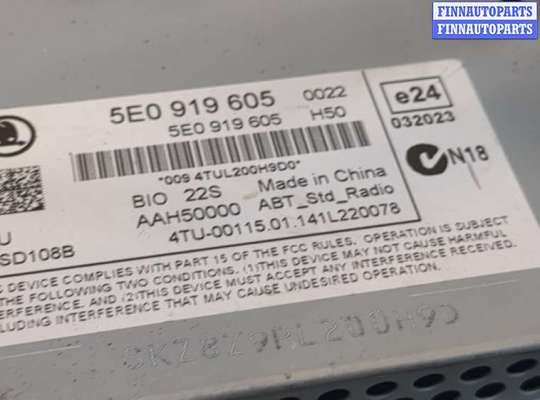 FINNAUTOPARTS
FINNAUTOPARTS
5E0 919 605 0022
5E0 919 605 H50
e24
032023
*009 4TUL200H9D0*
N18
BIO 22S Made in China
AAH50000 ABT_Std_Radio
4TU-00115.01.141L220078
U
SD108B
DEVICE COMPLIES WITH PART 15 OF THE FCC RULES. OPERATION IS SUBJECT
THE FOLLOWING TWO CONDITIONS. (1)THIS DEVICE MAY NOT CAUSE HARMFUL
INTERFERENCE, AND (2)THIS DEVICE MUST ACCEPT ANY INTERFERENCE RECEIVED,
INCLUDING INTERFERENCE THAT MAY CAUSE UNDESIRED OPERATION.